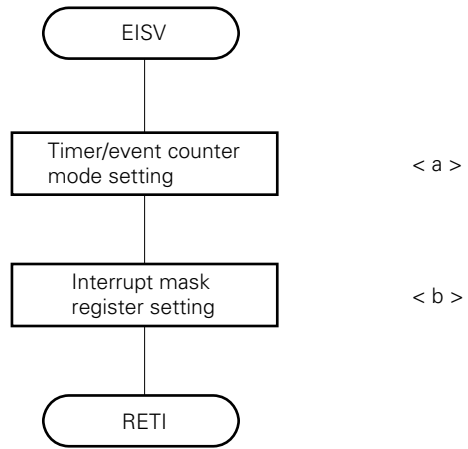 EISV
Timer/event counter
mode setting
< a >
Interrupt mask
register setting
< b >
RETI